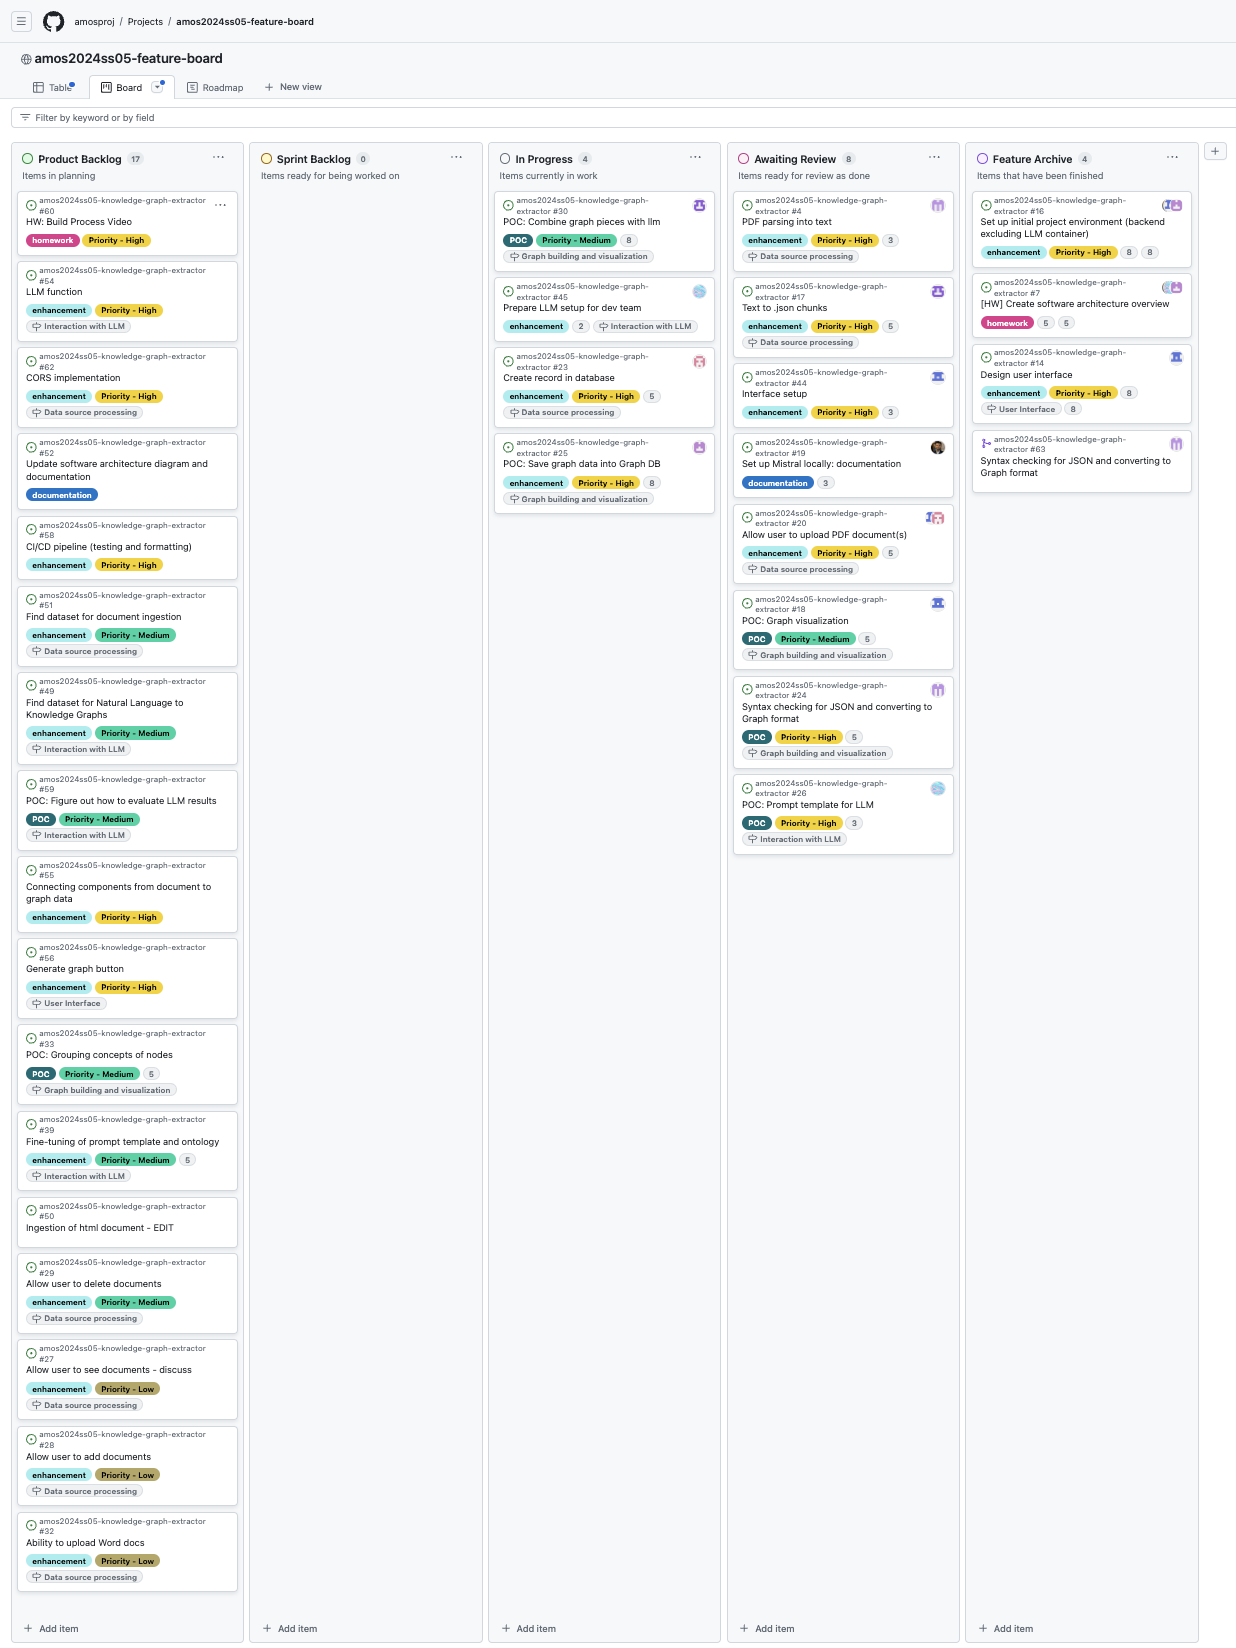 amosproj / Projects / amos2024ss05-feature-board
amos2024ss05-feature-board
Table
Board
Roadmap
New view
Filter by keyword or by field
Product Backlog 17
Items in planning
amos2024ss05-knowledge-graph-extractor
#60
HW: Build Process Video
homework Priority - High
amos2024ss05-knowledge-graph-extractor
#54
LLM function
enhancement Priority - High
Interaction with LLM
amos2024ss05-knowledge-graph-extractor
#62
CORS implementation
enhancement Priority - High
Data source processing
amos2024ss05-knowledge-graph-extractor
#52
Update software architecture diagram and
documentation
documentation
amos2024ss05-knowledge-graph-extractor
#58
CI/CD pipeline (testing and formatting)
enhancement Priority - High
amos2024ss05-knowledge-graph-extractor
#51
Find dataset for document ingestion
enhancement Priority - Medium
Data source processing
amos2024ss05-knowledge-graph-extractor
#49
Find dataset for Natural Language to
Knowledge Graphs
enhancement Priority - Medium
Interaction with LLM
amos2024ss05-knowledge-graph-extractor
#59
POC: Figure out how to evaluate LLM results
POC Priority - Medium
Interaction with LLM
amos2024ss05-knowledge-graph-extractor
#55
Connecting components from document to
graph data
enhancement Priority - High
amos2024ss05-knowledge-graph-extractor
#56
Generate graph button
enhancement Priority - High
User Interface
amos2024ss05-knowledge-graph-extractor
#33
POC: Grouping concepts of nodes
POC Priority - Medium 5
Graph building and visualization
amos2024ss05-knowledge-graph-extractor
#39
Fine-tuning of prompt template and ontology
enhancement Priority - Medium 5
Interaction with LLM
amos2024ss05-knowledge-graph-extractor
#50
Ingestion of html document - EDIT
amos2024ss05-knowledge-graph-extractor
#29
Allow user to delete documents
enhancement Priority - Medium
Data source processing
amos2024ss05-knowledge-graph-extractor
#27
Allow user to see documents - discuss
enhancement Priority - Low
Data source processing
amos2024ss05-knowledge-graph-extractor
#28
Allow user to add documents
enhancement Priority - Low
Data source processing
amos2024ss05-knowledge-graph-extractor
#32
Ability to upload Word docs
enhancement Priority - Low
Data source processing
Add item
Sprint Backlog 0
Items ready for being worked on
Add item
In Progress 4
Items currently in work
amos2024ss05-knowledge-graph-
extractor #30
POC: Combine graph pieces with llm
POC Priority - Medium 8
Graph building and visualization
amos2024ss05-knowledge-graph-
extractor #45
Prepare LLM setup for dev team
enhancement 2 Interaction with LLM
amos2024ss05-knowledge-graph-
extractor #23
Create record in database
enhancement Priority - High 5
Data source processing
amos2024ss05-knowledge-graph-
extractor #25
POC: Save graph data into Graph DB
enhancement Priority - High 8
Graph building and visualization
Add item
Awaiting Review 8
Items ready for review as done
amos2024ss05-knowledge-graph-
extractor #4
PDF parsing into text
enhancement Priority - High 3
Data source processing
amos2024ss05-knowledge-graph-
extractor #17
Text to .json chunks
enhancement Priority - High 5
Data source processing
amos2024ss05-knowledge-graph-
extractor #44
Interface setup
enhancement Priority - High 3
amos2024ss05-knowledge-graph-
extractor #19
Set up Mistral locally: documentation
documentation 3
amos2024ss05-knowledge-graph-
extractor #20
Allow user to upload PDF document(s)
enhancement Priority - High 5
Data source processing
amos2024ss05-knowledge-graph-
extractor #18
POC: Graph visualization
POC Priority - Medium 5
Graph building and visualization
amos2024ss05-knowledge-graph-
extractor #24
Syntax checking for JSON and converting to
Graph format
POC Priority - High 5
Graph building and visualization
amos2024ss05-knowledge-graph-
extractor #26
POC: Prompt template for LLM
POC Priority - High 3
Interaction with LLM
Add item
Feature Archive 4
Items that have been finished
amos2024ss05-knowledge-graph-
extractor #16
Set up initial project environment (backend
excluding LLM container)
enhancement Priority - High 8 8
amos2024ss05-knowledge-graph-
extractor #7
[HW] Create software architecture overview
homework 5 5
amos2024ss05-knowledge-graph-
extractor #14
Design user interface
enhancement Priority - High 8
User Interface 8
amos2024ss05-knowledge-graph-
extractor #63
Syntax checking for JSON and converting to
Graph format
Add item